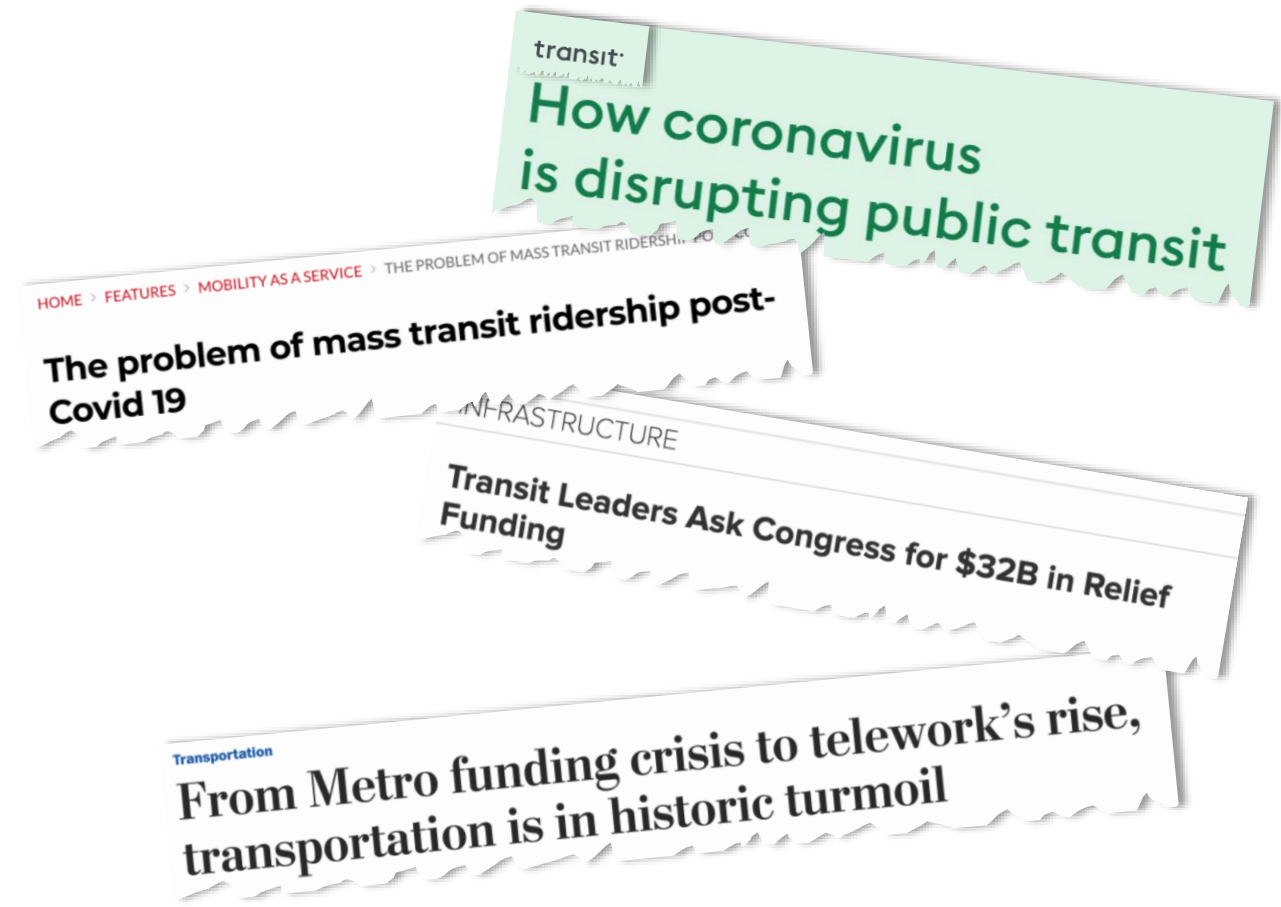 transit
How coronavirus
is disrupting public transit
HOME > FEATURES > MOBILITY AS A SERVICE > THE PROBLEM OF MASS TRANSIT RIDERSHIP
The problem of mass transit ridership post-
Covid 19
INFRASTRUCTURE
Transit Leaders Ask Congress for $32B in Relief
Funding
Transportation
From Metro funding crisis to telework's rise,
transportation is in historic turmoil